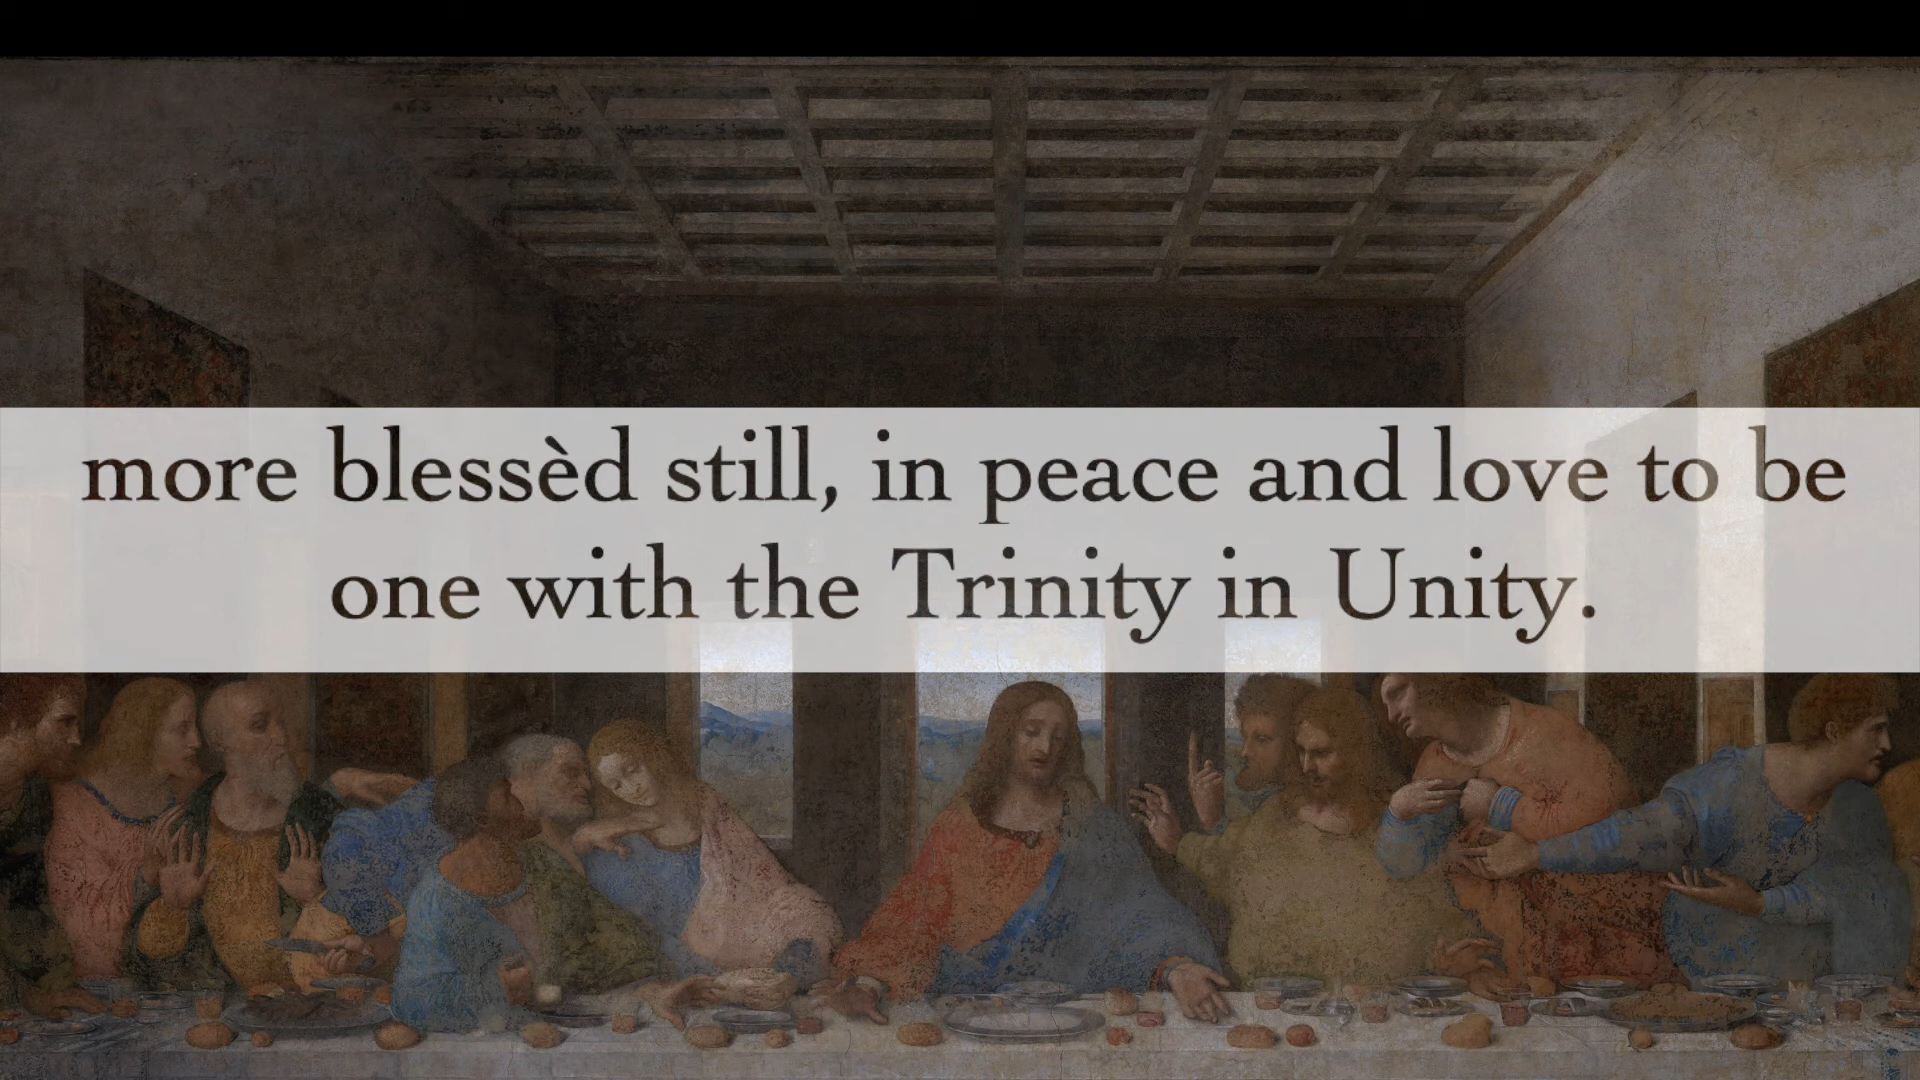 more blessèd still, in peace and love to be
one with the Trinity in Unity.